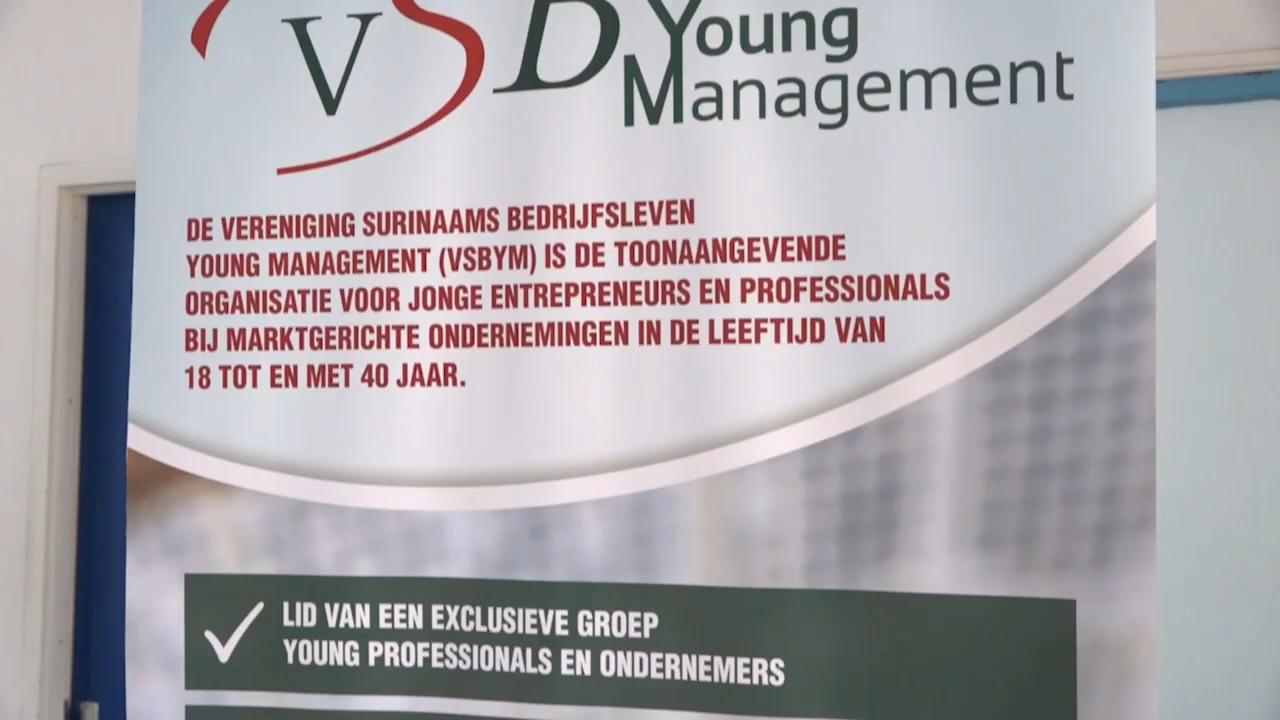 VSB Young
Management
DE VERENIGING SURINAAMS BEDRIJFSLEVEN
YOUNG MANAGEMENT (VSBYM) IS DE TOONAANGEVENDE
ORGANISATIE VOOR JONGE ENTREPRENEURS EN PROFESSIONALS
BIJ MARKTGERICHTE ONDERNEMINGEN IN DE LEEFTIJD VAN
18 TOT EN MET 40 JAAR.
LID VAN EEN EXCLUSIEVE GROEP
YOUNG PROFESSIONALS EN ONDERNEMERS